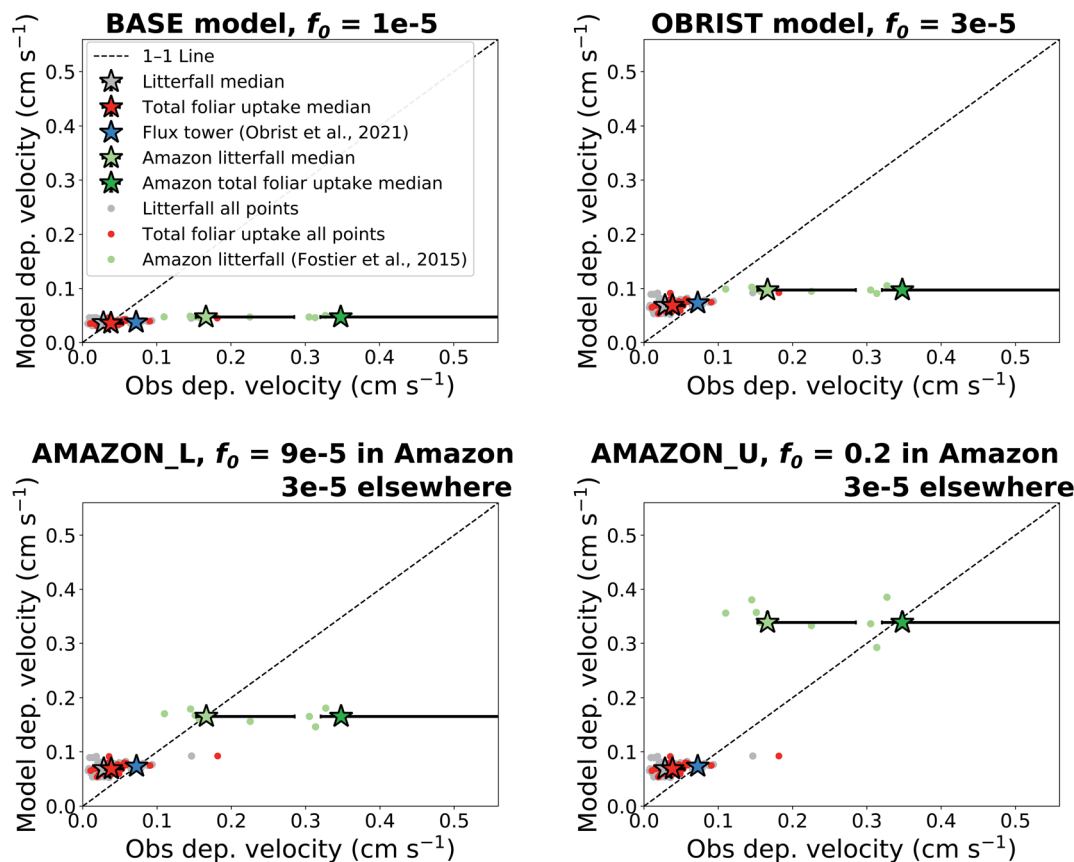 BASE model, f₀ = 1e-5
Model dep. velocity (cm s⁻¹)
0.5
0.4
0.3
0.2
0.1
0.0
1–1 Line
Litterfall median
Total foliar uptake median
Flux tower (Obrist et al., 2021)
Amazon litterfall median
Amazon total foliar uptake median
Litterfall all points
Total foliar uptake all points
Amazon litterfall (Fostier et al., 2015)
0.0 0.1 0.2 0.3 0.4 0.5
Obs dep. velocity (cm s⁻¹)
OBRIST model, f₀ = 3e-5
Model dep. velocity (cm s⁻¹)
0.5
0.4
0.3
0.2
0.1
0.0
0.0 0.1 0.2 0.3 0.4 0.5
Obs dep. velocity (cm s⁻¹)
AMAZON_L, f₀ = 9e-5 in Amazon
3e-5 elsewhere
Model dep. velocity (cm s⁻¹)
0.5
0.4
0.3
0.2
0.1
0.0
0.0 0.1 0.2 0.3 0.4 0.5
Obs dep. velocity (cm s⁻¹)
AMAZON_U, f₀ = 0.2 in Amazon
3e-5 elsewhere
Model dep. velocity (cm s⁻¹)
0.5
0.4
0.3
0.2
0.1
0.0
0.0 0.1 0.2 0.3 0.4 0.5
Obs dep. velocity (cm s⁻¹)